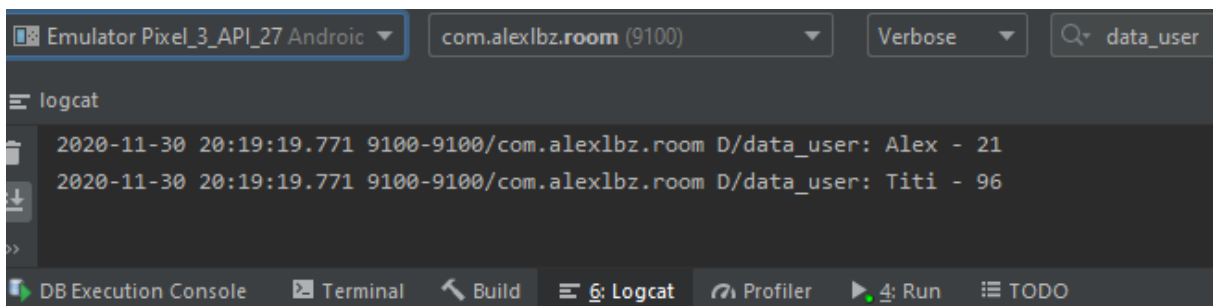 Emulator Pixel_3_API_27 Androic com.alexlbz.room (9100) Verbose data_user
logcat
2020-11-30 20:19:19.771 9100-9100/com.alexlbz.room D/data_user: Alex - 21
2020-11-30 20:19:19.771 9100-9100/com.alexlbz.room D/data_user: Titi - 96
DB Execution Console Terminal Build 6: Logcat Profiler 4: Run TODO